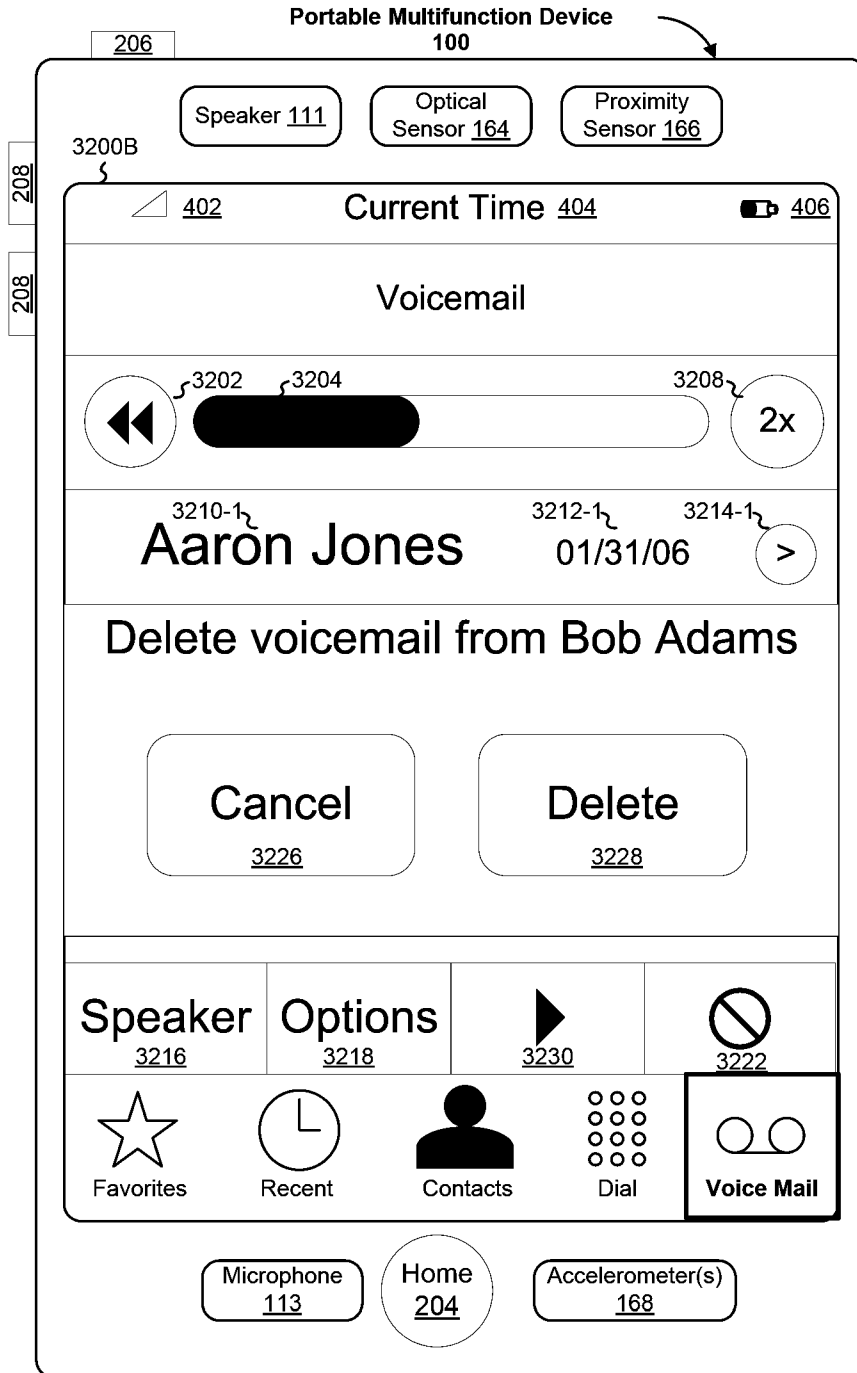 Portable Multifunction Device
100
206
Speaker 111
Optical
Sensor 164
Proximity
Sensor 166
3200B
208
402
Current Time 404
406
208
Voicemail
3202
3204
3208
2x
3210-1
3212-1
3214-1
Aaron Jones
01/31/06
>
Delete voicemail from Bob Adams
Cancel
3226
Delete
3228
Speaker
3216
Options
3218
3230
3222
Favorites
Recent
Contacts
Dial
Voice Mail
Microphone
113
Home
204
Accelerometer(s)
168